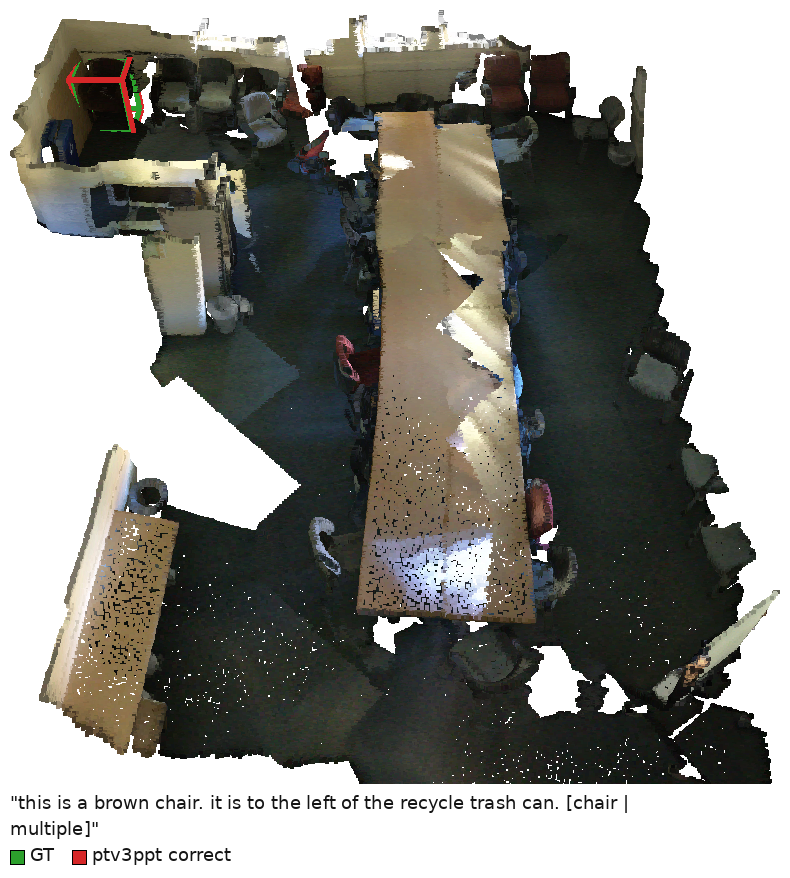 "this is a brown chair. it is to the left of the recycle trash can. [chair |
multiple]"
GT ptv3ppt correct